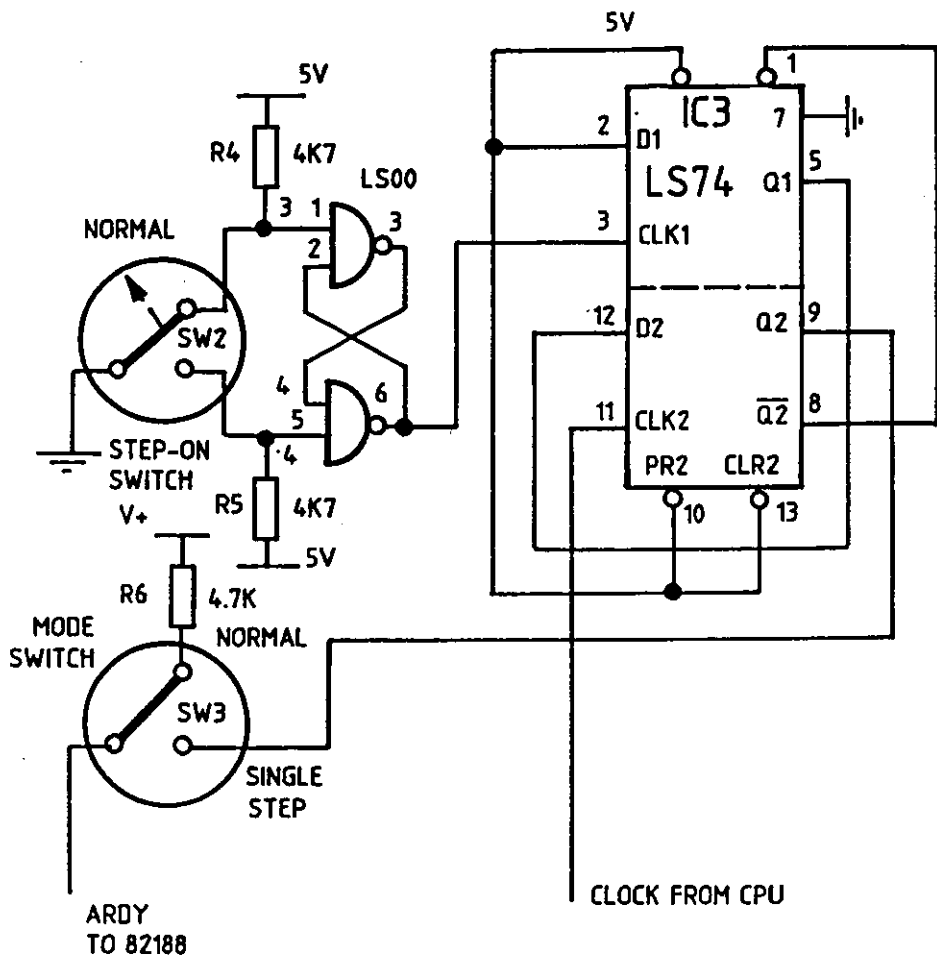 5V
1
5V
IC3
7
2
D1
R4
4K7
LS74
Q1
5
LS00
3
1
3
3
CLK1
NORMAL
2
12
D2
Q2
9
SW2
4
6
11
CLK2
Q2
8
5
STEP-ON
SWITCH
4
PR2
CLR2
V+
R5
4K7
10
13
5V
R6
4.7K
MODE
SWITCH
NORMAL
SW3
SINGLE
STEP
CLOCK FROM CPU
ARDY
TO 82188